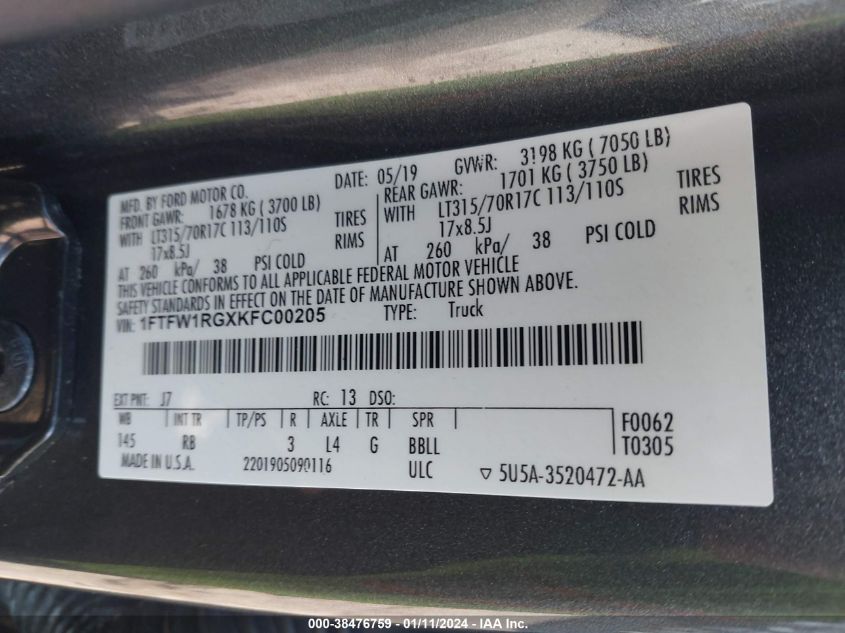 MFD. BY FORD MOTOR CO.
DATE: 05/19 GVWR: 3198 KG ( 7050 LB)
FRONT GAWR: 1678 KG ( 3700 LB)
REAR GAWR: 1701 KG ( 3750 LB)
WITH LT315/70R17C 113/110S TIRES
WITH LT315/70R17C 113/110S TIRES
17x8.5J RIMS
17x8.5J RIMS
AT 260 kPa/ 38 PSI COLD
AT 260 kPa/ 38 PSI COLD
THIS VEHICLE CONFORMS TO ALL APPLICABLE FEDERAL MOTOR VEHICLE
SAFETY STANDARDS IN EFFECT ON THE DATE OF MANUFACTURE SHOWN ABOVE.
VIN: 1FTFW1RGXKFC00205 TYPE: Truck
EXT PNT: J7 RC: 13 DSO:
WB INT TR TP/PS R AXLE TR SPR F0062
145 RB 3 L4 G BBLL T0305
MADE IN U.S.A. 2201905090116 ULC ▽ 5U5A-3520472-AA
000-38476759 - 01/11/2024 - IAA Inc.